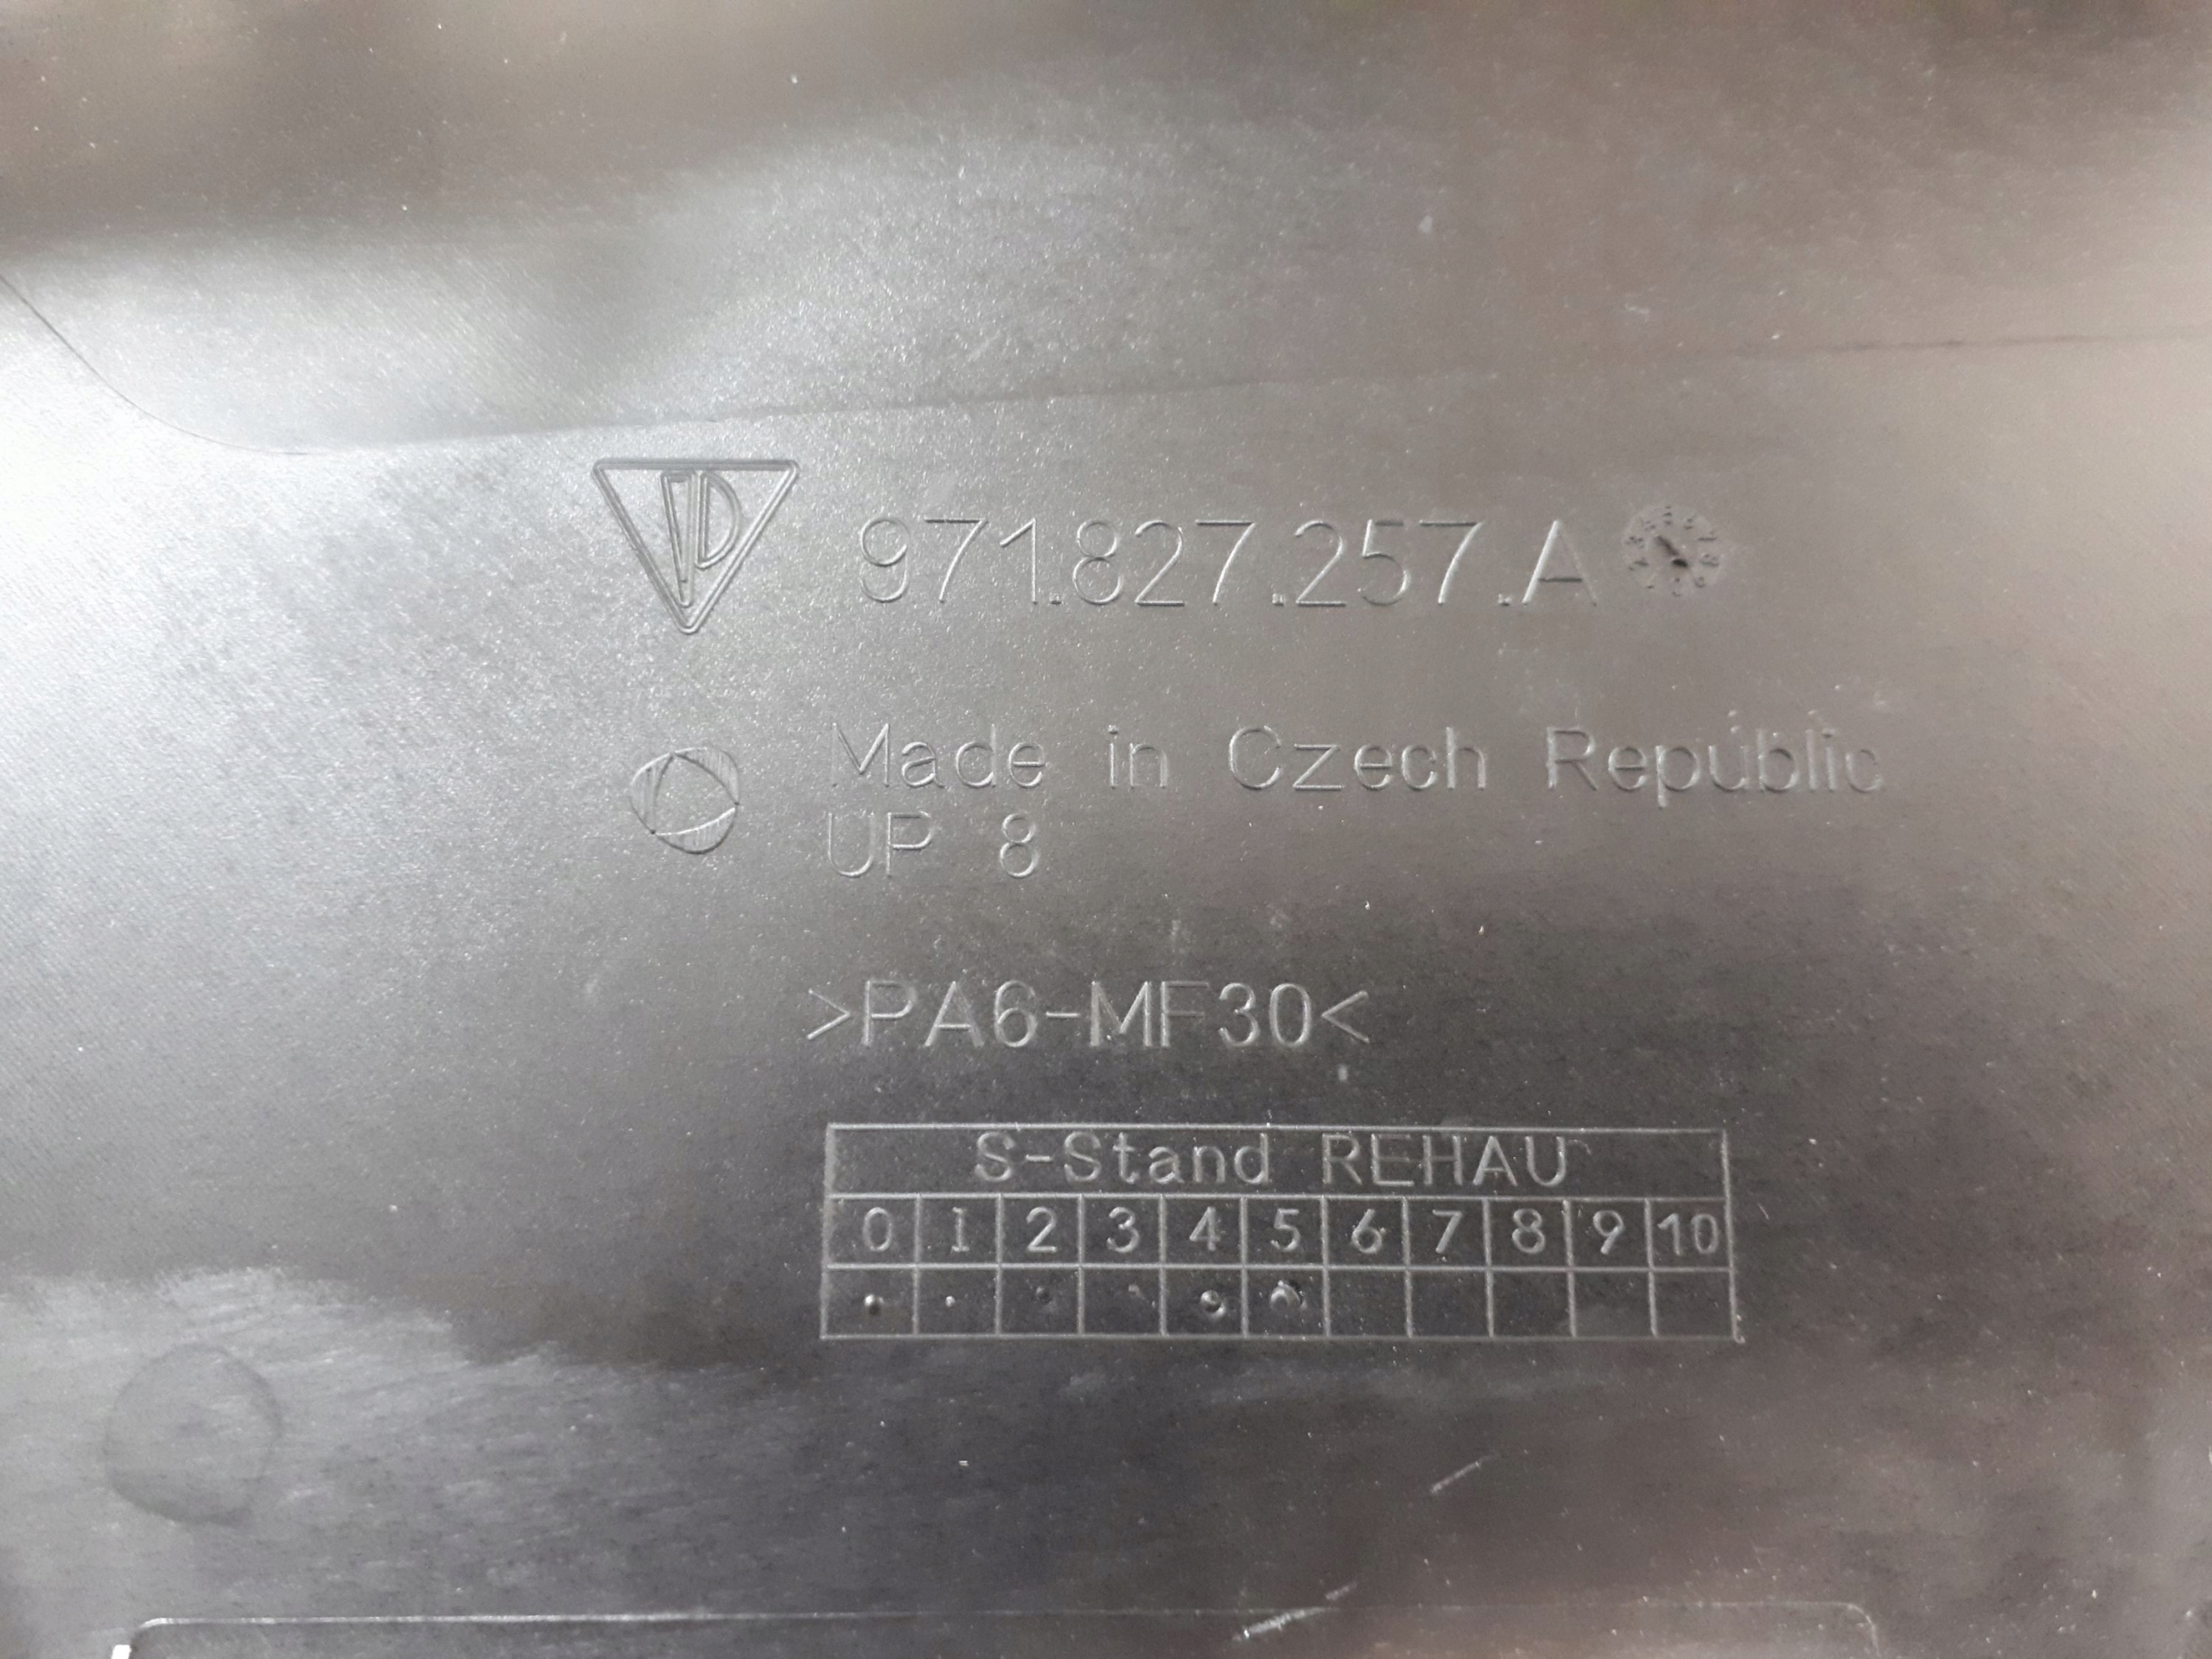 971.827.257.A
Made in Czech Republic
UP 8
>PA6-MF30<
S-Stand REHAU
0 1 2 3 4 5 6 7 8 9 10